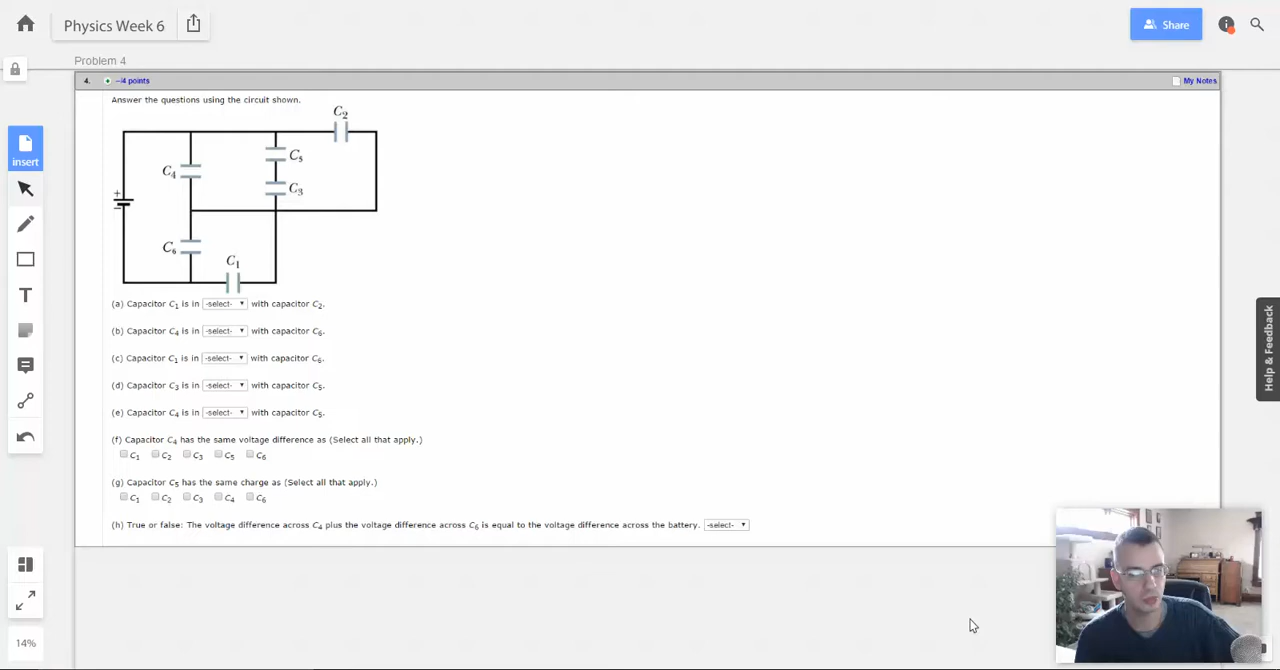 Physics Week 6
Share
Problem 4
4. –/4 points
My Notes
Answer the questions using the circuit shown.
C2
C5
C4
C3
+
–
C6
C1
(a) Capacitor C1 is in -select- with capacitor C2.
(b) Capacitor C4 is in -select- with capacitor C6.
(c) Capacitor C1 is in -select- with capacitor C6.
(d) Capacitor C3 is in -select- with capacitor C5.
(e) Capacitor C4 is in -select- with capacitor C5.
(f) Capacitor C4 has the same voltage difference as (Select all that apply.)
C1 C2 C3 C5 C6
(g) Capacitor C5 has the same charge as (Select all that apply.)
C1 C2 C3 C4 C6
(h) True or false: The voltage difference across C4 plus the voltage difference across C6 is equal to the voltage difference across the battery. -select-
insert
T
Help & Feedback
14%